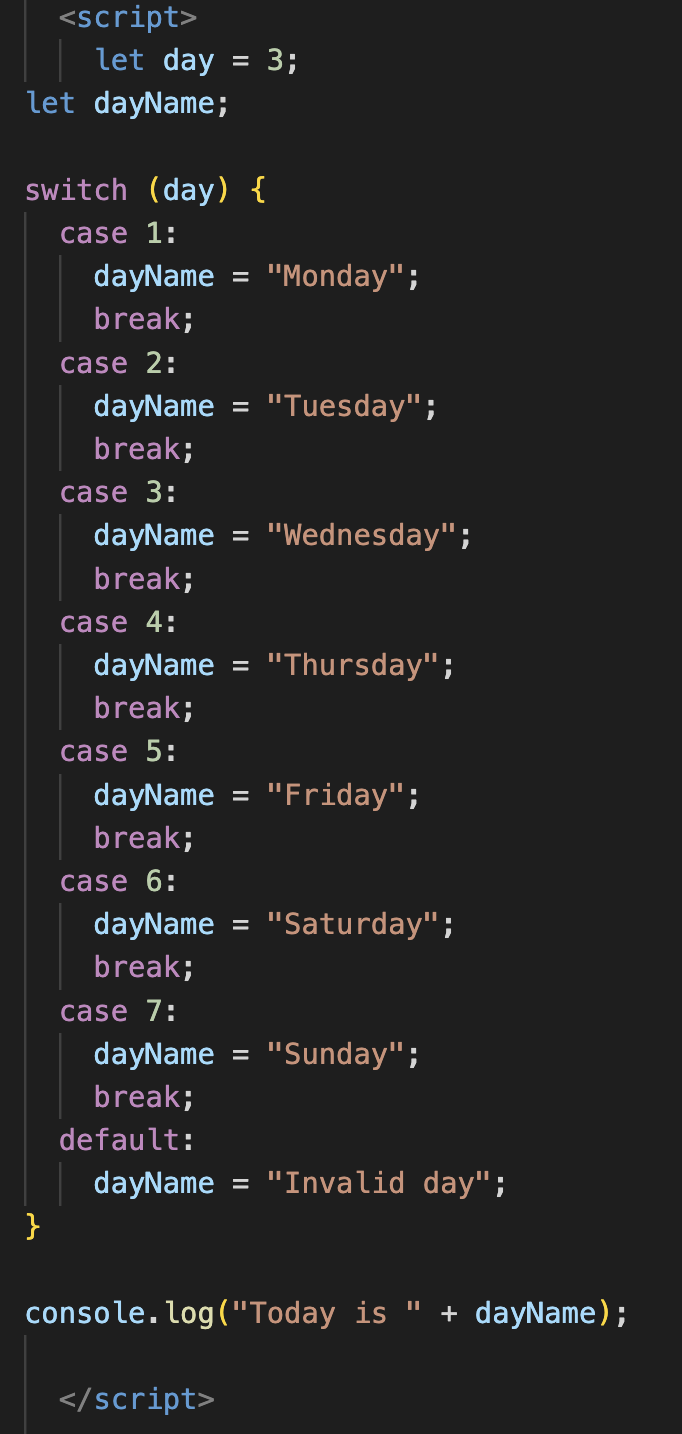 <script>
let day = 3;
let dayName;
switch (day) {
case 1:
dayName = "Monday";
break;
case 2:
dayName = "Tuesday";
break;
case 3:
dayName = "Wednesday";
break;
case 4:
dayName = "Thursday";
break;
case 5:
dayName = "Friday";
break;
case 6:
dayName = "Saturday";
break;
case 7:
dayName = "Sunday";
break;
default:
dayName = "Invalid day";
}
console.log("Today is " + dayName);
</script>